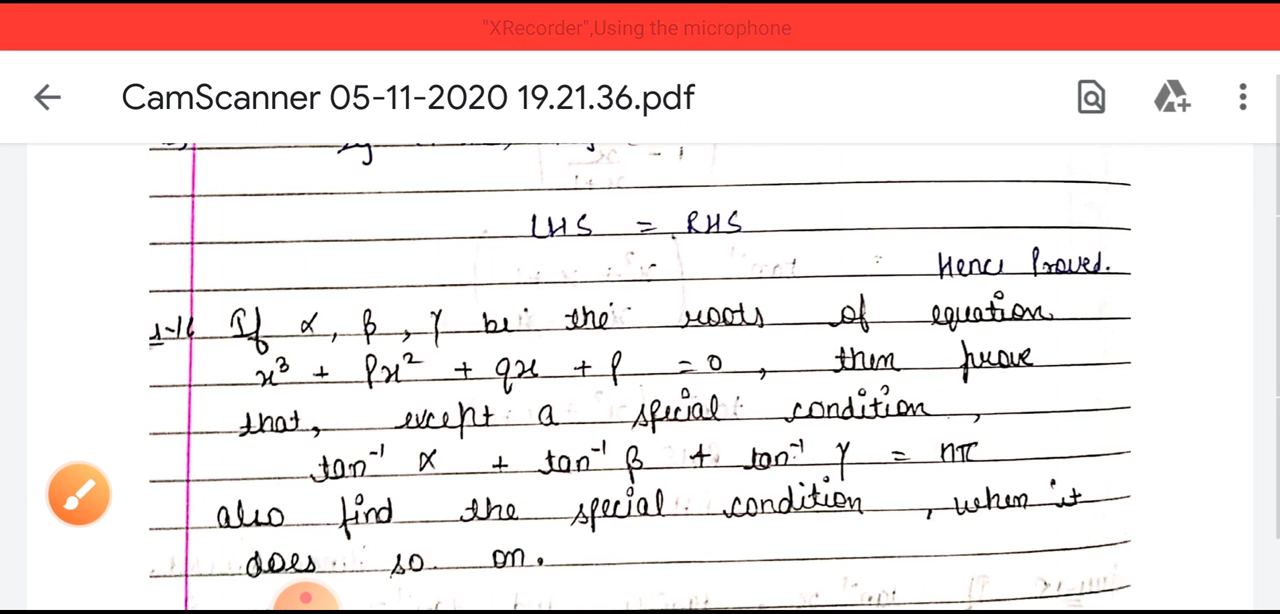 "XRecorder",Using the microphone
CamScanner 05-11-2020 19.21.36.pdf
LHS = RHS
Hence Proved.
If α, β, γ be the roots of equation
x³ + Px² + qx + P = 0, then prove
that, except a special condition,
tan⁻¹ α + tan⁻¹ β + tan⁻¹ γ = nπ
also find the special condition, when it
does so on.